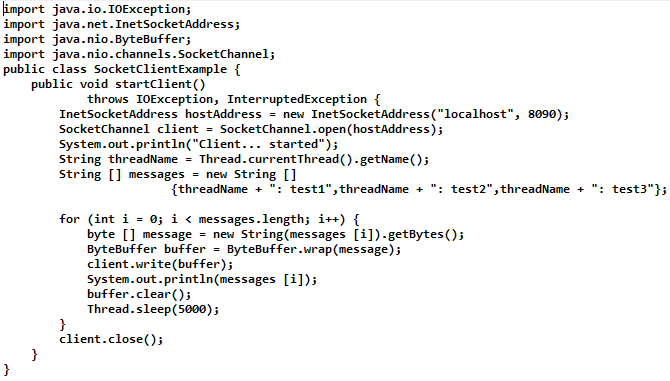 import java.io.IOException;
import java.net.InetSocketAddress;
import java.nio.ByteBuffer;
import java.nio.channels.SocketChannel;
public class SocketClientExample {
    public void startClient()
            throws IOException, InterruptedException {
        InetSocketAddress hostAddress = new InetSocketAddress("localhost", 8090);
        SocketChannel client = SocketChannel.open(hostAddress);
        System.out.println("Client... started");
        String threadName = Thread.currentThread().getName();
        String [] messages = new String []
                        {threadName + ": test1",threadName + ": test2",threadName + ": test3"};

        for (int i = 0; i < messages.length; i++) {
            byte [] message = new String(messages [i]).getBytes();
            ByteBuffer buffer = ByteBuffer.wrap(message);
            client.write(buffer);
            System.out.println(messages [i]);
            buffer.clear();
            Thread.sleep(5000);
        }
        client.close();
    }
}